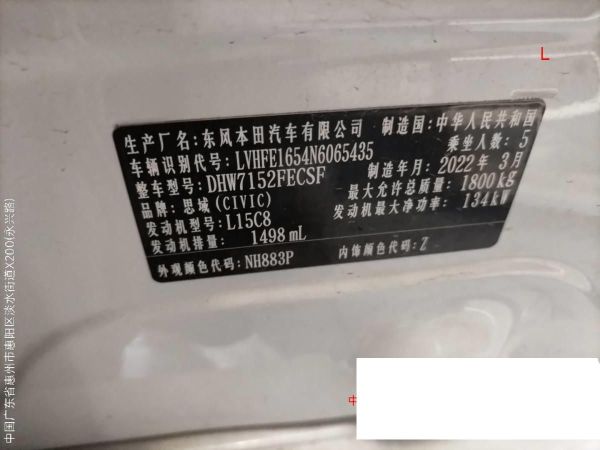 L
生产厂名:东风本田汽车有限公司 制造国:中华人民共和国
车辆识别代号:LVHFE1654N6065435 乘坐人数:5
整车型号:DHW7152FECSF 制造年月:2022年3月
品牌:思域(CIVIC) 最大允许总质量:1800kg
发动机型号:L15C8 发动机最大净功率:134kW
发动机排量:1498mL
外观颜色代码:NH883P 内饰颜色代码:Z
中国广东省惠州市惠阳区淡水街道X200(永兴路)